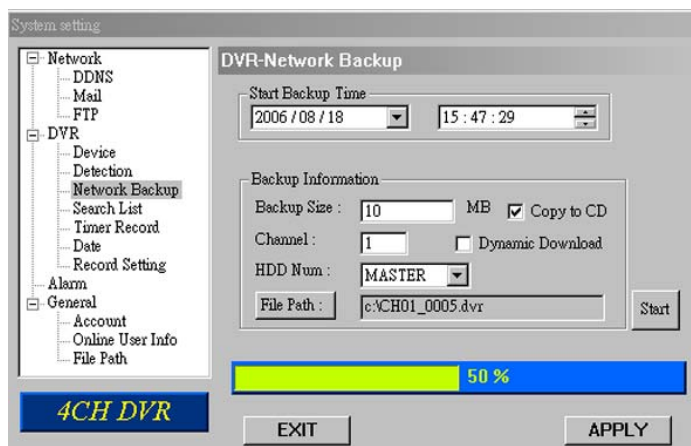 System setting
Network
DDNS
Mail
FTP
DVR
Device
Detection
Network Backup
Search List
Timer Record
Date
Record Setting
Alarm
General
Account
Online User Info
File Path
4CH DVR
DVR-Network Backup
Start Backup Time
2006 / 08 / 18 15 : 47 : 29
Backup Information
Backup Size : 10 MB Copy to CD
Channel : 1 Dynamic Download
HDD Num : MASTER
File Path : c:\CH01_0005.dvr Start
50 %
EXIT APPLY